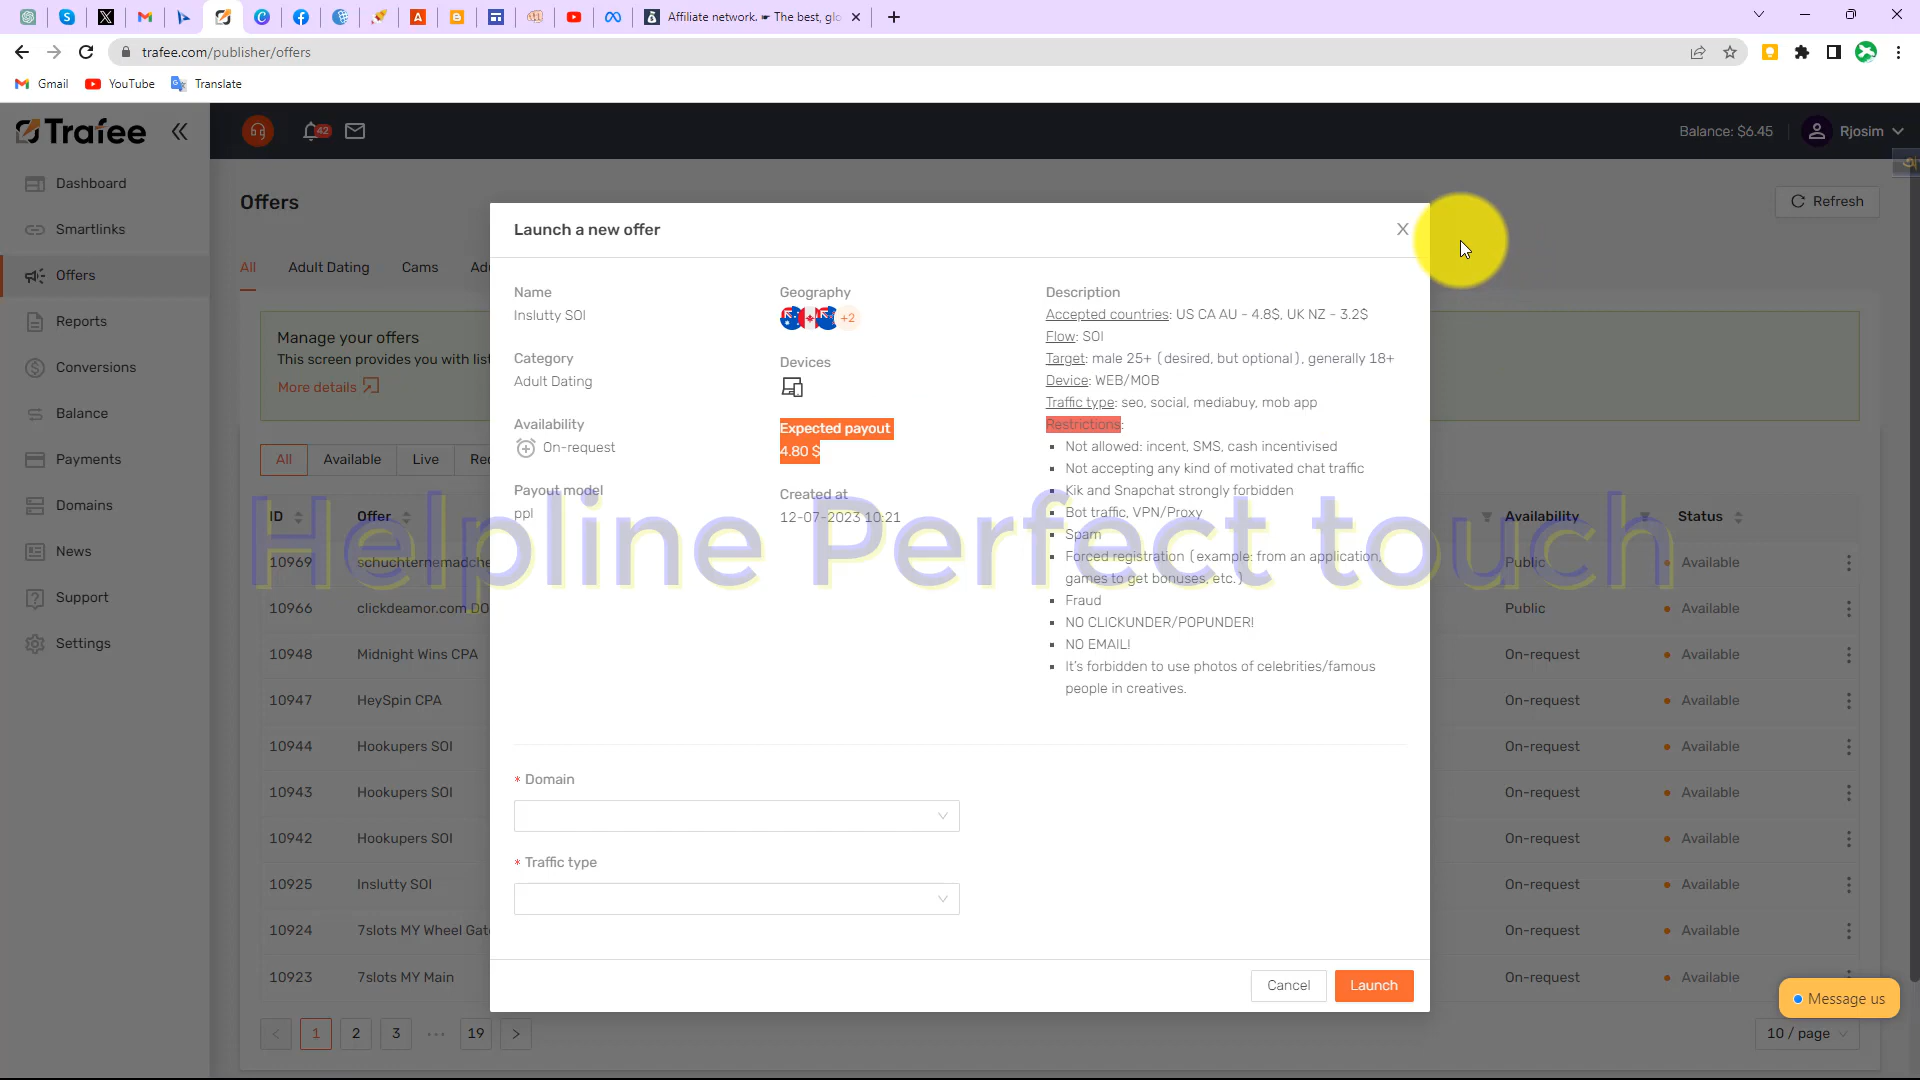 Affiliate network. ☛ The best, glo
trafee.com/publisher/offers
Gmail
YouTube
Translate
Trafee
42
Balance: $6.45
Rjosim
Dashboard
Smartlinks
Offers
Reports
Conversions
Balance
Payments
Domains
News
Support
Settings
Offers
Refresh
All
Adult Dating
Cams
Manage your offers
This screen provides you with list
More details
All
Available
Live
ID
Offer
Availability
Status
10969
schuchternemadche
Public
Available
10966
clickdeamor.com DO
Public
Available
10948
Midnight Wins CPA
On-request
Available
10947
HeySpin CPA
On-request
Available
10944
Hookupers SOI
On-request
Available
10943
Hookupers SOI
On-request
Available
10942
Hookupers SOI
On-request
Available
10925
Inslutty SOI
On-request
Available
10924
7slots MY Wheel Gat
On-request
Available
10923
7slots MY Main
On-request
Available
1
2
3
•••
19
10 / page
Launch a new offer
Name
Inslutty SOI
Category
Adult Dating
Availability
On-request
Payout model
ppl
Geography
+2
Devices
Expected payout
4.80 $
Created at
12-07-2023 10:21
Description
Accepted countries: US CA AU - 4.8$, UK NZ - 3.2$
Flow: SOI
Target: male 25+ (desired, but optional), generally 18+
Device: WEB/MOB
Traffic type: seo, social, mediabuy, mob app
Restrictions:
Not allowed: incent, SMS, cash incentivised
Not accepting any kind of motivated chat traffic
Kik and Snapchat strongly forbidden
Bot traffic, VPN/Proxy
Spam
Forced registration (example: from an application,
games to get bonuses, etc.)
Fraud
NO CLICKUNDER/POPUNDER!
NO EMAIL!
It's forbidden to use photos of celebrities/famous
people in creatives.
* Domain
* Traffic type
Cancel
Launch
Message us
Helpline Perfect touch